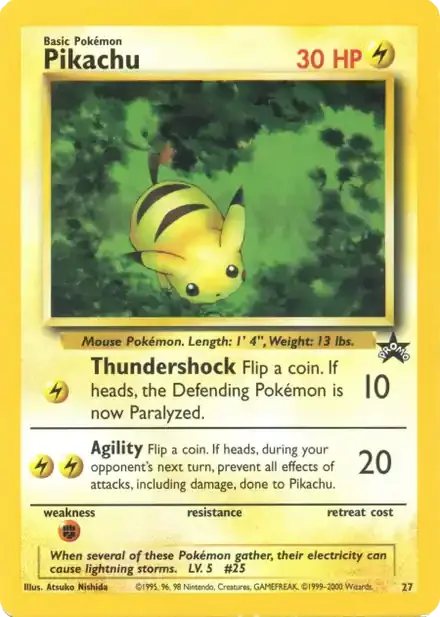 Basic Pokémon
Pikachu
30 HP
Mouse Pokémon. Length: 1' 4", Weight: 13 lbs.
PROMO
Thundershock Flip a coin. If
heads, the Defending Pokémon is
now Paralyzed.
10
Agility Flip a coin. If heads, during your
opponent's next turn, prevent all effects of
attacks, including damage, done to Pikachu.
20
weakness resistance retreat cost
When several of these Pokémon gather, their electricity can
cause lightning storms. LV. 5 #25
Illus. Atsuko Nishida ©1995, 96, 98 Nintendo, Creatures, GAMEFREAK. ©1999-2000 Wizards. 27